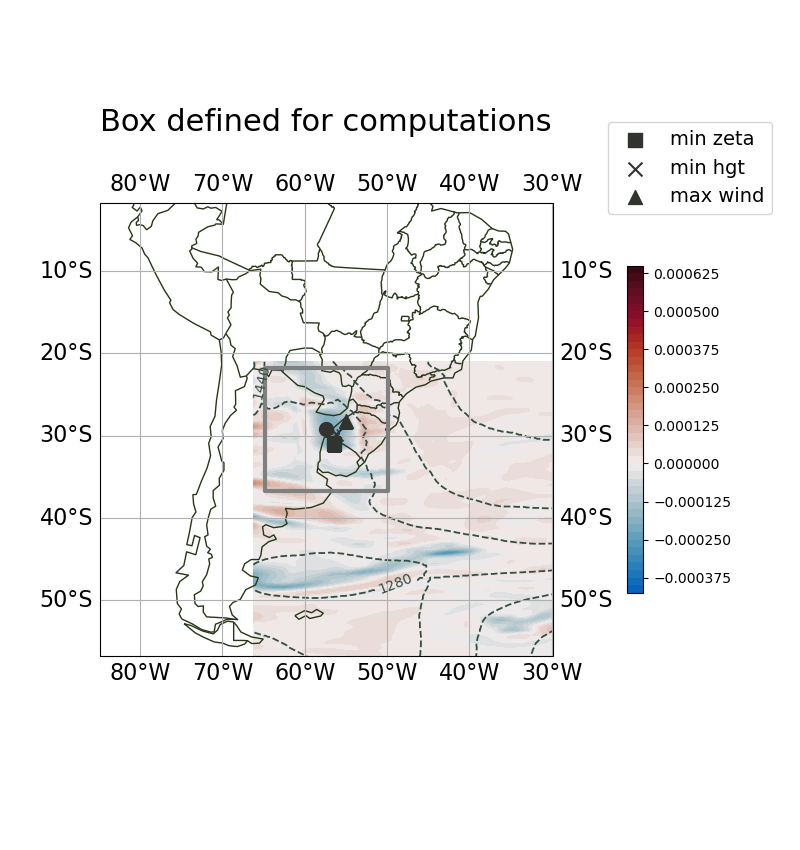 Box defined for computations
min zeta
min hgt
max wind
80°W 70°W 60°W 50°W 40°W 30°W
10°S 10°S
20°S 20°S
30°S 30°S
40°S 40°S
50°S 50°S
80°W 70°W 60°W 50°W 40°W 30°W
1440
1280
0.000625
0.000500
0.000375
0.000250
0.000125
0.000000
−0.000125
−0.000250
−0.000375